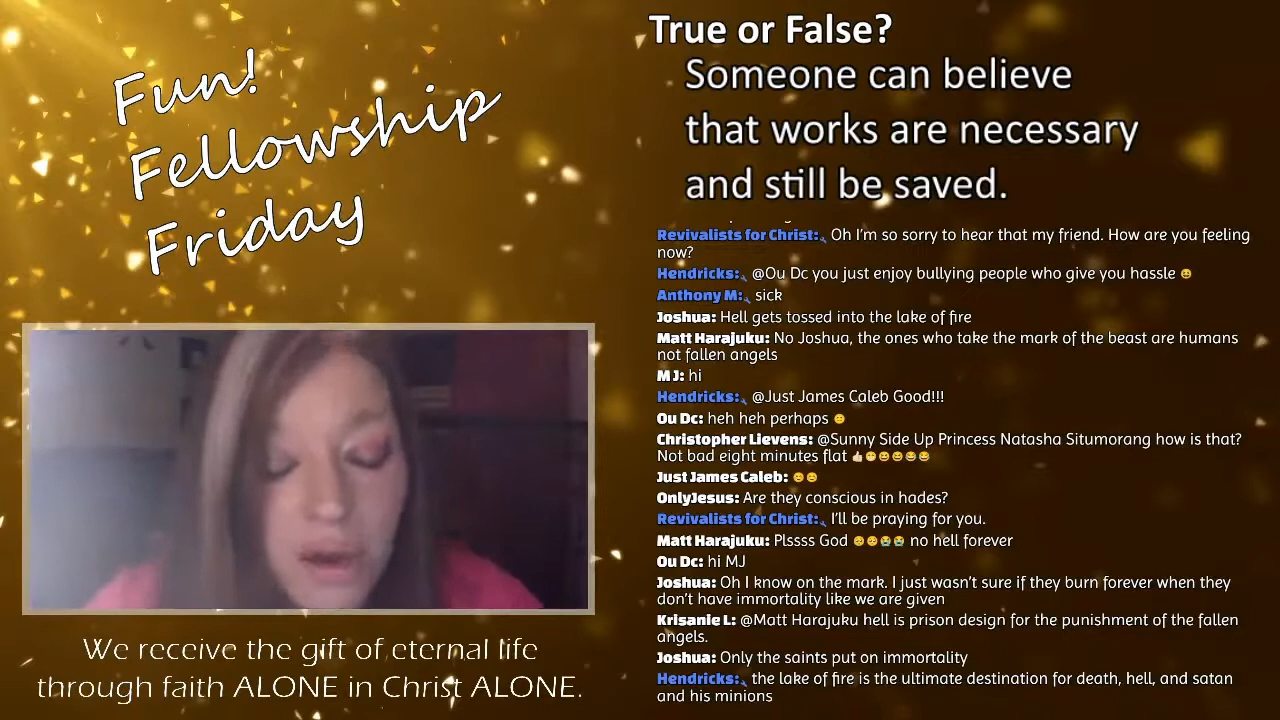 Fun!
Fellowship
Friday
We receive the gift of eternal life
through faith ALONE in Christ ALONE.
True or False?
Someone can believe
that works are necessary
and still be saved.
Revivalists for Christ: Oh I'm so sorry to hear that my friend. How are you feeling
now?
Hendricks: @Ou Dc you just enjoy bullying people who give you hassle 😆
Anthony M: sick
Joshua: Hell gets tossed into the lake of fire
Matt Harajuku: No Joshua, the ones who take the mark of the beast are humans
not fallen angels
M J: hi
Hendricks: @Just James Caleb Good!!!
Ou Dc: heh heh perhaps
Christopher Lievens: @Sunny Side Up Princess Natasha Situmorang how is that?
Not bad eight minutes flat
Just James Caleb:
OnlyJesus: Are they conscious in hades?
Revivalists for Christ: I'll be praying for you.
Matt Harajuku: Plssss God no hell forever
Ou Dc: hi MJ
Joshua: Oh I know on the mark. I just wasn't sure if they burn forever when they
don't have immortality like we are given
Krisanie L: @Matt Harajuku hell is prison design for the punishment of the fallen
angels.
Joshua: Only the saints put on immortality
Hendricks: the lake of fire is the ultimate destination for death, hell, and satan
and his minions